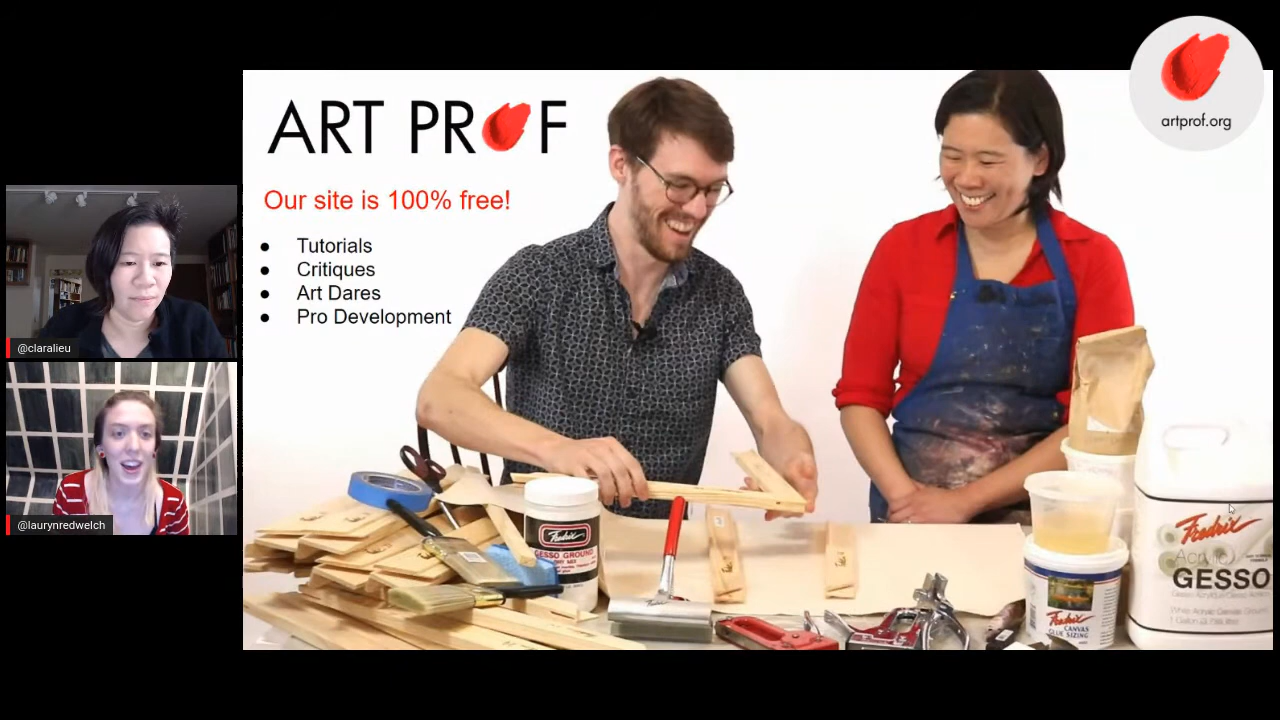 ART PROF
artprof.org
Our site is 100% free!
● Tutorials
● Critiques
● Art Dares
● Pro Development
@claralieu
@laurynredwelch
Fredrix
GESSO GROUND
Fredrix
CANVAS
GLUE SIZING
Fredrix
Acrylic
GESSO